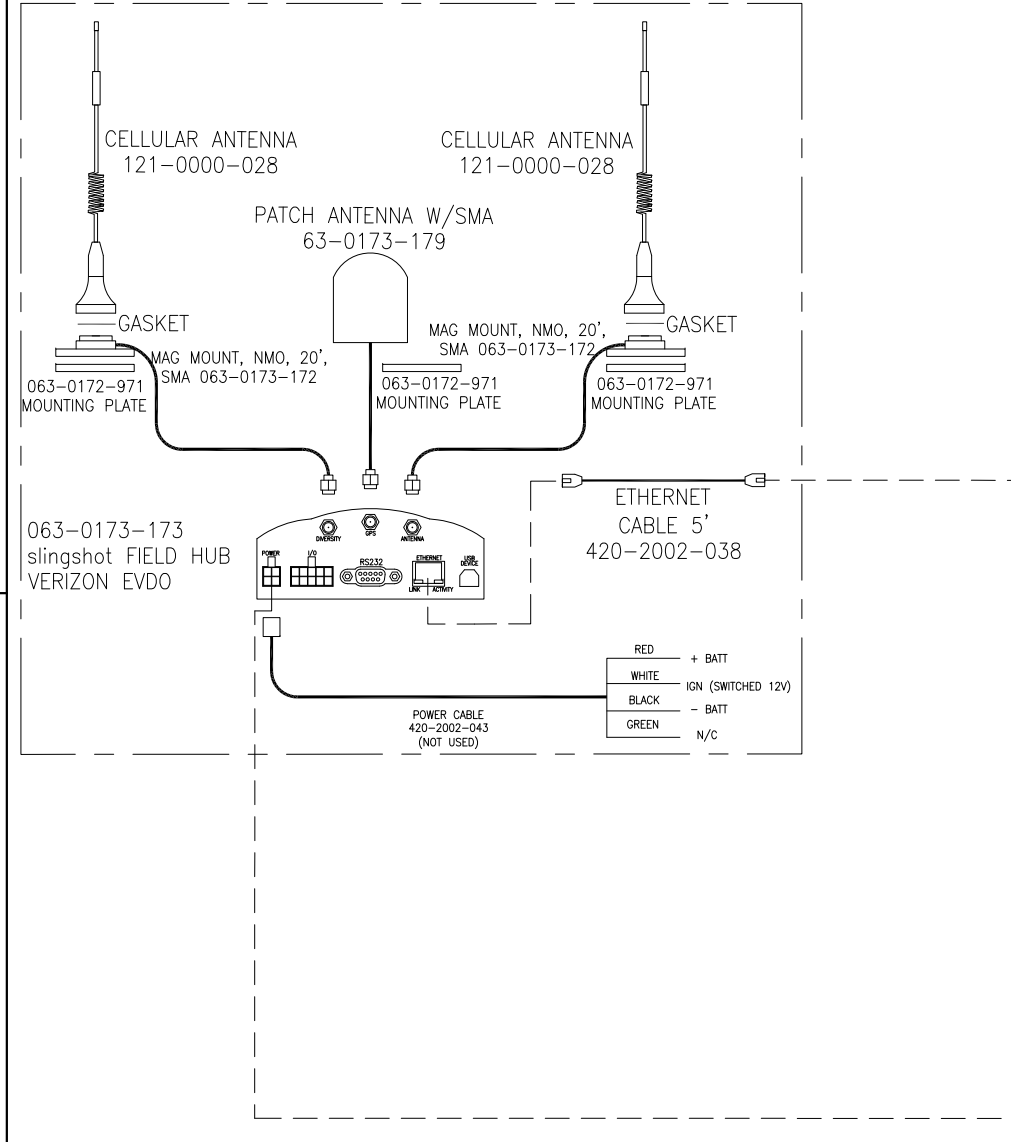 CELLULAR ANTENNA
121-0000-028
CELLULAR ANTENNA
121-0000-028
PATCH ANTENNA W/SMA
63-0173-179
GASKET
MAG MOUNT, NMO, 20',
SMA 063-0173-172
063-0172-971
MOUNTING PLATE
MAG MOUNT, NMO, 20',
SMA 063-0173-172
063-0172-971
MOUNTING PLATE
GASKET
063-0172-971
MOUNTING PLATE
ETHERNET
CABLE 5'
420-2002-038
063-0173-173
slingshot FIELD HUB
VERIZON EVDO
DIVERSITY
GPS
ANTENNA
POWER
I/O
RS232
ETHERNET
LINK
ACTIVITY
USB
DEVICE
RED
+ BATT
WHITE
IGN (SWITCHED 12V)
BLACK
- BATT
GREEN
N/C
POWER CABLE
420-2002-043
(NOT USED)